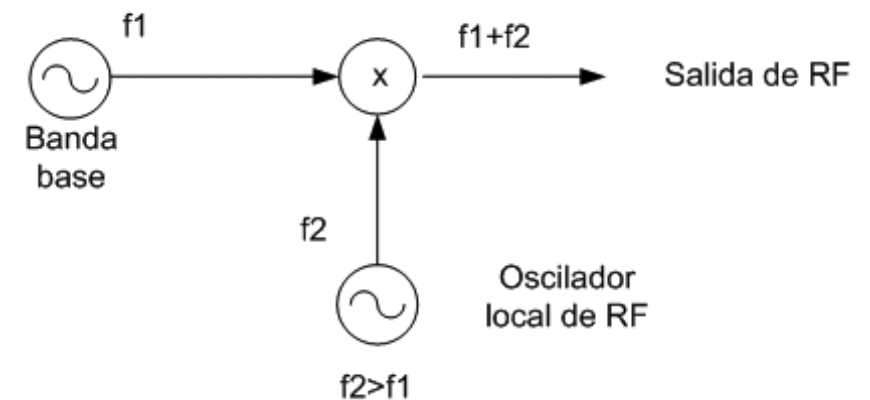 f1
f1+f2
x
Salida de RF
Banda
base
f2
Oscilador
local de RF
f2>f1